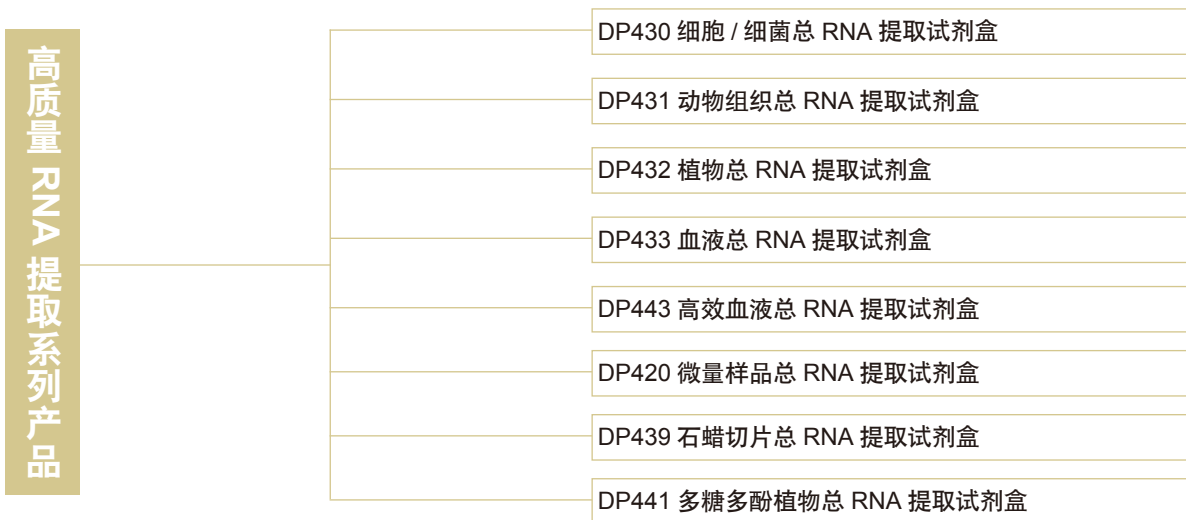 高质量 RNA 提取系列产品
DP430 细胞 / 细菌总 RNA 提取试剂盒
DP431 动物组织总 RNA 提取试剂盒
DP432 植物总 RNA 提取试剂盒
DP433 血液总 RNA 提取试剂盒
DP443 高效血液总 RNA 提取试剂盒
DP420 微量样品总 RNA 提取试剂盒
DP439 石蜡切片总 RNA 提取试剂盒
DP441 多糖多酚植物总 RNA 提取试剂盒